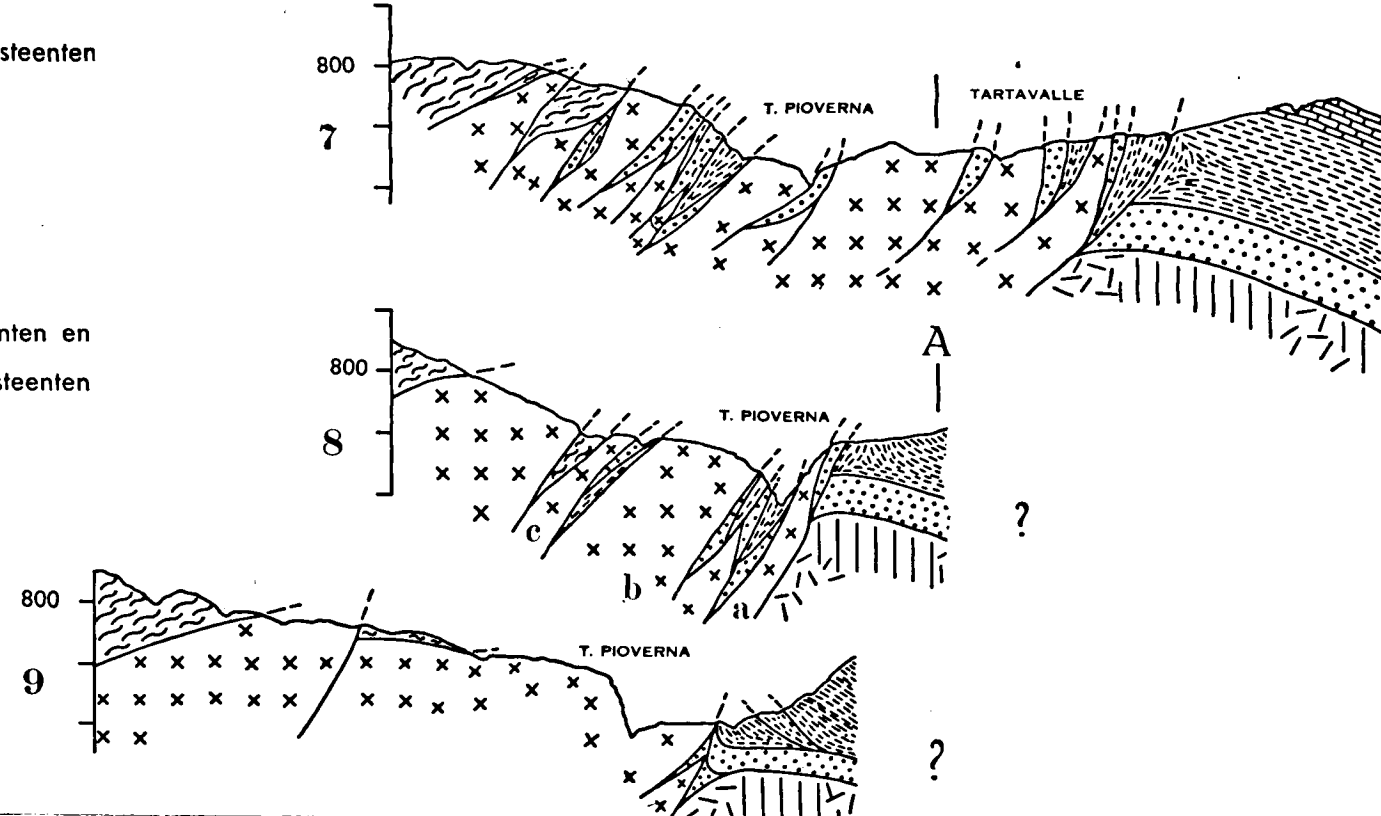 steenten
nten en
steenten
800
7
T. PIOVERNA
TARTAVALLE
A
800
8
T. PIOVERNA
c
b
a
?
800
9
T. PIOVERNA
?